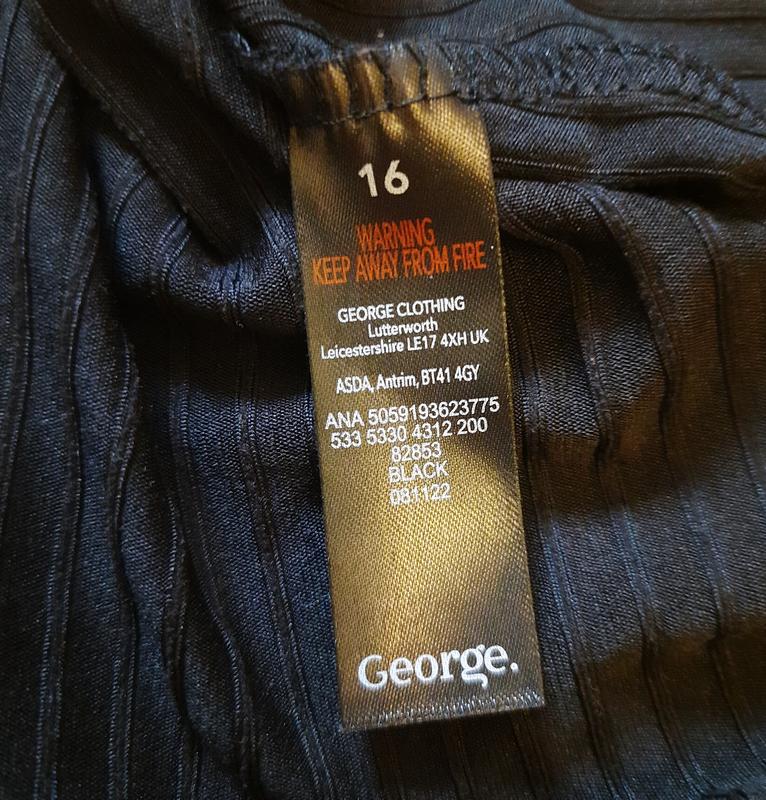 16
WARNING
KEEP AWAY FROM FIRE
GEORGE CLOTHING
Lutterworth
Leicestershire LE17 4XH UK
ASDA, Antrim, BT41 4GY
ANA 5059193623775
533 5330 4312 200
82853
BLACK
081122
George.